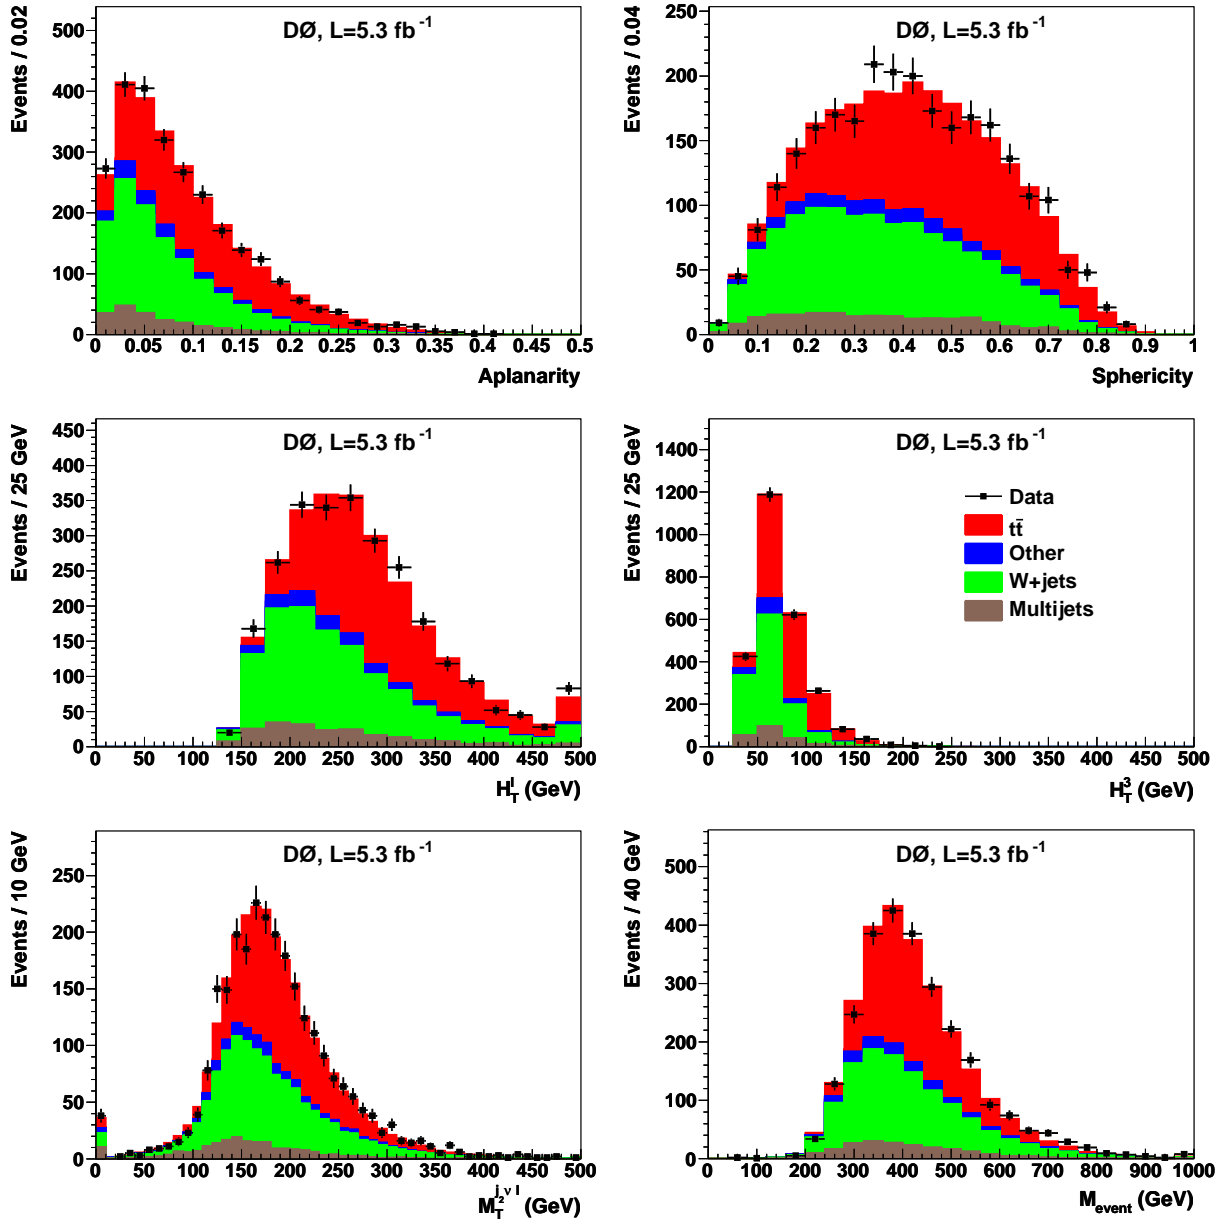 DØ, L=5.3 fb-1
Events / 0.02
500
400
300
200
100
0
0 0.05 0.1 0.15 0.2 0.25 0.3 0.35 0.4 0.45 0.5
Aplanarity
DØ, L=5.3 fb-1
Events / 0.04
250
200
150
100
50
0
0 0.1 0.2 0.3 0.4 0.5 0.6 0.7 0.8 0.9 1
Sphericity
DØ, L=5.3 fb-1
Events / 25 GeV
450
400
350
300
250
200
150
100
50
0
0 50 100 150 200 250 300 350 400 450 500
H_T^l (GeV)
DØ, L=5.3 fb-1
Events / 25 GeV
1400
1200
1000
800
600
400
200
0
Data
tt̄
Other
W+jets
Multijets
0 50 100 150 200 250 300 350 400 450 500
H_T^3 (GeV)
DØ, L=5.3 fb-1
Events / 10 GeV
250
200
150
100
50
0
0 50 100 150 200 250 300 350 400 450 500
M_T^{j_2 ν l} (GeV)
DØ, L=5.3 fb-1
Events / 40 GeV
500
400
300
200
100
0
0 100 200 300 400 500 600 700 800 900 1000
M_event (GeV)